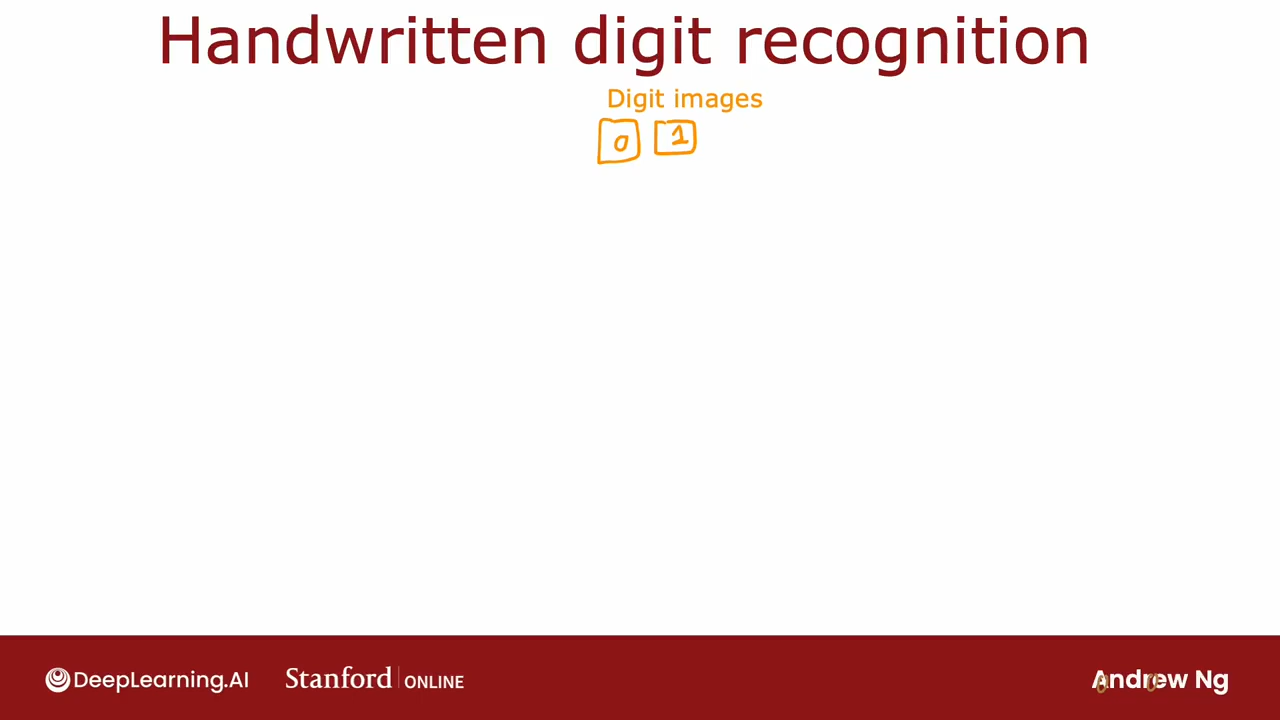 Handwritten digit recognition
Digit images
0 1
DeepLearning.AI Stanford ONLINE Andrew Ng